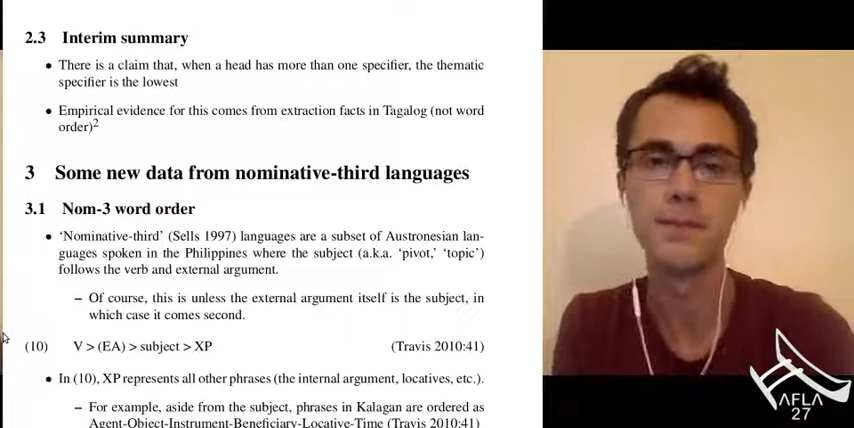 2.3 Interim summary
• There is a claim that, when a head has more than one specifier, the thematic
specifier is the lowest
• Empirical evidence for this comes from extraction facts in Tagalog (not word
order)2
3 Some new data from nominative-third languages
3.1 Nom-3 word order
• ‘Nominative-third’ (Sells 1997) languages are a subset of Austronesian lan-
guages spoken in the Philippines where the subject (a.k.a. ‘pivot,’ ‘topic’)
follows the verb and external argument.
– Of course, this is unless the external argument itself is the subject, in
which case it comes second.
(10) V > (EA) > subject > XP (Travis 2010:41)
• In (10), XP represents all other phrases (the internal argument, locatives, etc.).
– For example, aside from the subject, phrases in Kalagan are ordered as
Agent-Object-Instrument-Beneficiary-Locative-Time (Travis 2010:41)
AFLA
27